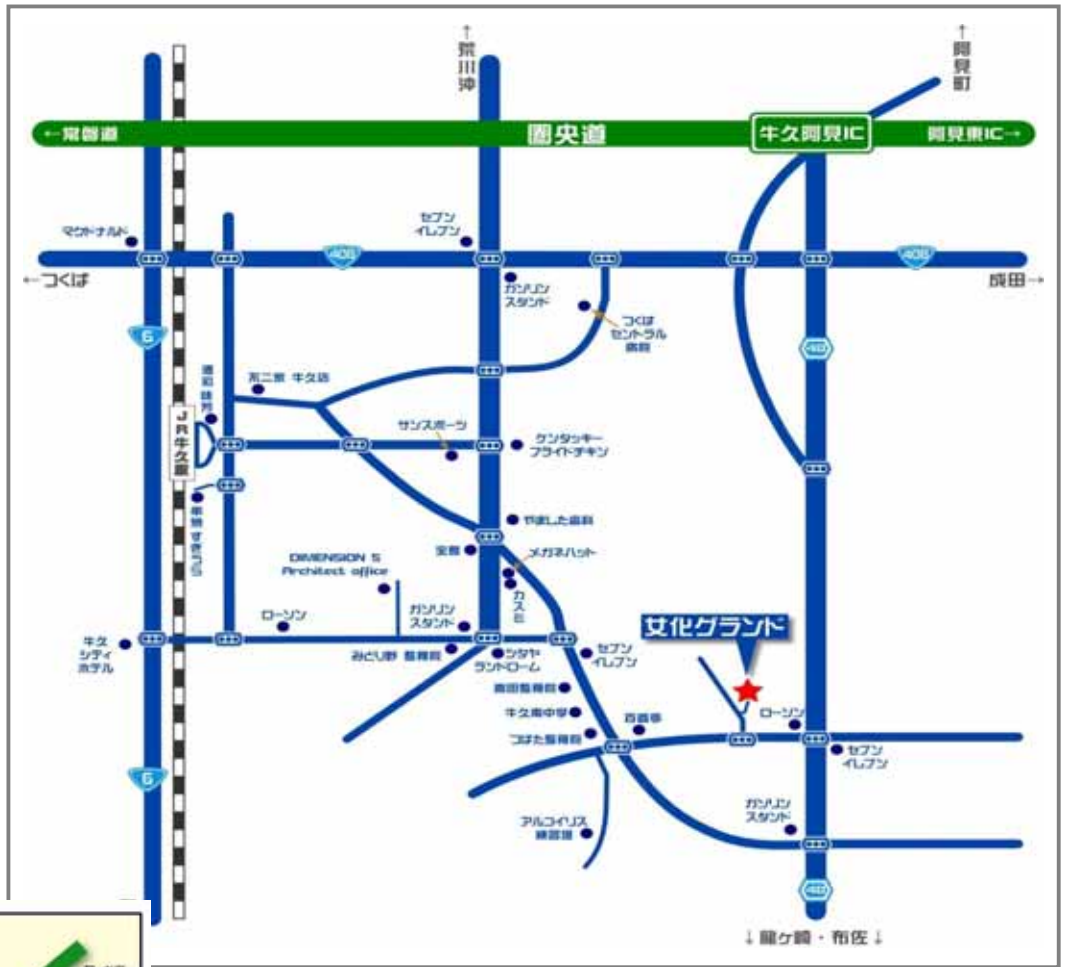 ↑荒川沖
↑阿見町
←常磐道
圏央道
牛久阿見IC
阿見東IC→
マクドナルド
セブン
イレブン
408
408
←つくば
成田→
ガソリン
スタンド
つくば
セントラル
病院
6
不二家 牛久店
JR牛久駅
サンスポーツ
ケンタッキー
フライドチキン
やました歯科
メガネハット
カスミ
DIMENSION 5
Architect office
ローソン
ガソリン
スタンド
牛久
シティ
ホテル
みどり野 整骨院
ツタヤ
ランドローム
セブン
イレブン
女化グランド
牛久南中学
つばた整骨院
ローソン
セブン
イレブン
6
ガソリン
スタンド
アルコイリス
練習場
↓龍ヶ崎・布佐↓